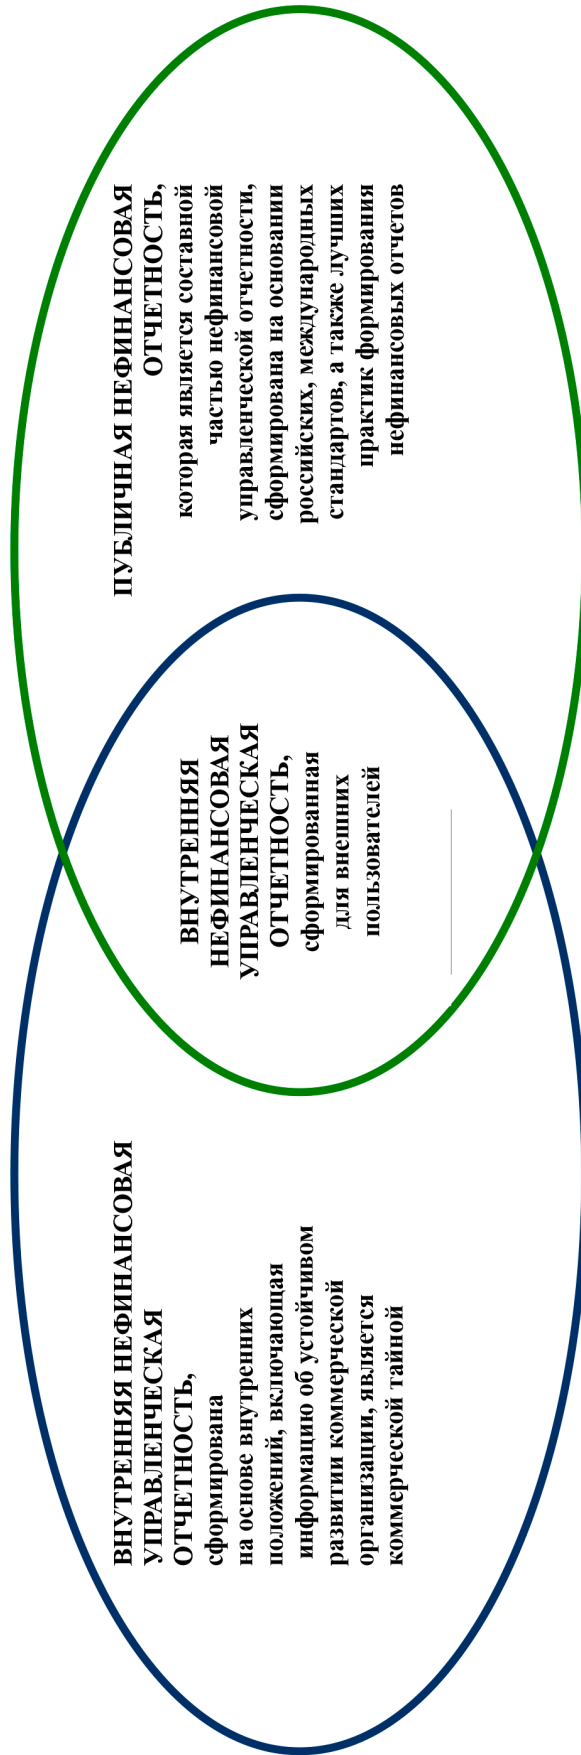 ВНУТРЕННЯЯ НЕФИНАНСОВАЯ
УПРАВЛЕНЧЕСКАЯ
ОТЧЕТНОСТЬ,
сформирована
на основе внутренних
положений, включающая
информацию об устойчивом
развитии коммерческой
организации, является
коммерческой тайной
ВНУТРЕННЯЯ
НЕФИНАНСОВАЯ
УПРАВЛЕНЧЕСКАЯ
ОТЧЕТНОСТЬ,
сформированная
для внешних
пользователей
ПУБЛИЧНАЯ НЕФИНАНСОВАЯ
ОТЧЕТНОСТЬ,
которая является составной
частью нефинансовой
управленческой отчетности,
сформирована на основании
российских, международных
стандартов, а также лучших
практик формирования
нефинансовых отчетов